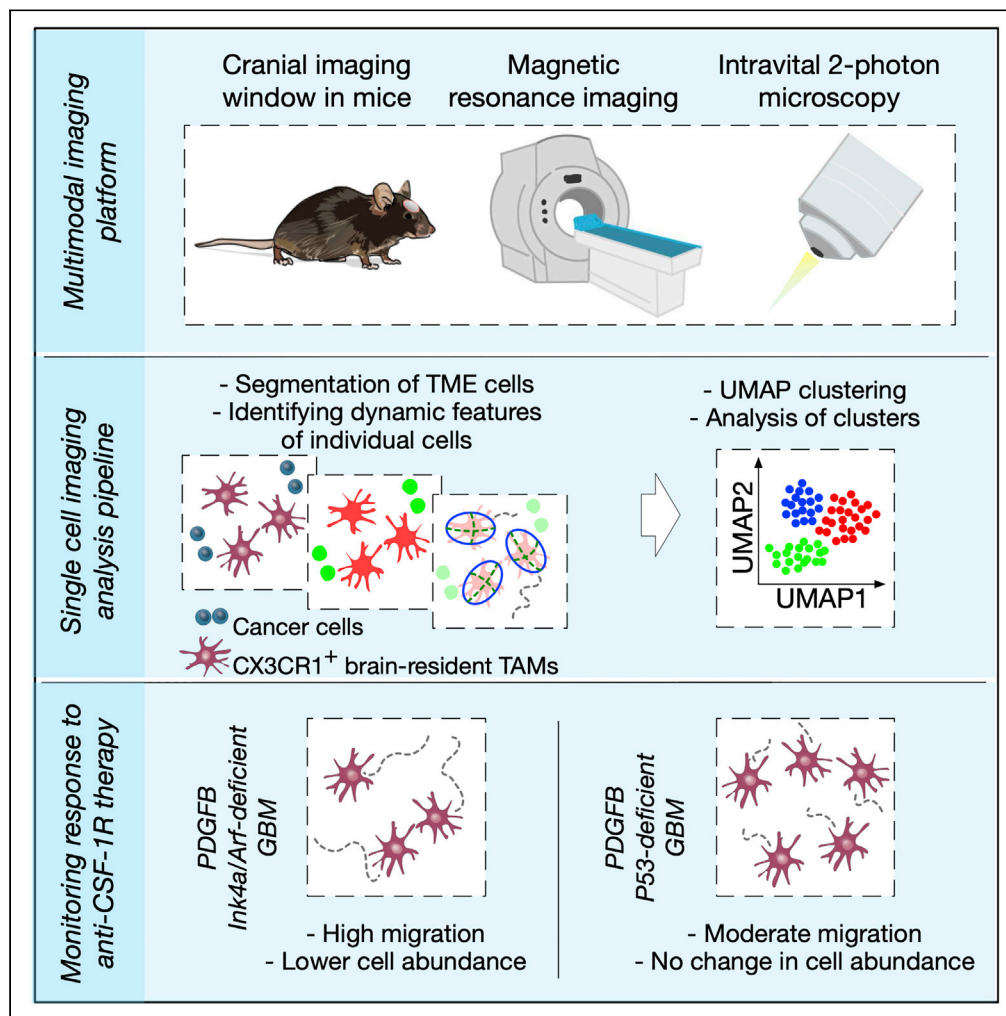 Multimodal imaging
platform
Cranial imaging
window in mice
Magnetic
resonance imaging
Intravital 2-photon
microscopy
Single cell imaging
analysis pipeline
- Segmentation of TME cells
- Identifying dynamic features
of individual cells
Cancer cells
CX3CR1⁺ brain-resident TAMs
- UMAP clustering
- Analysis of clusters
UMAP2
UMAP1
Monitoring response to
anti-CSF-1R therapy
PDGFB
Ink4a/Arf-deficient
GBM
- High migration
- Lower cell abundance
PDGFB
P53-deficient
GBM
- Moderate migration
- No change in cell abundance